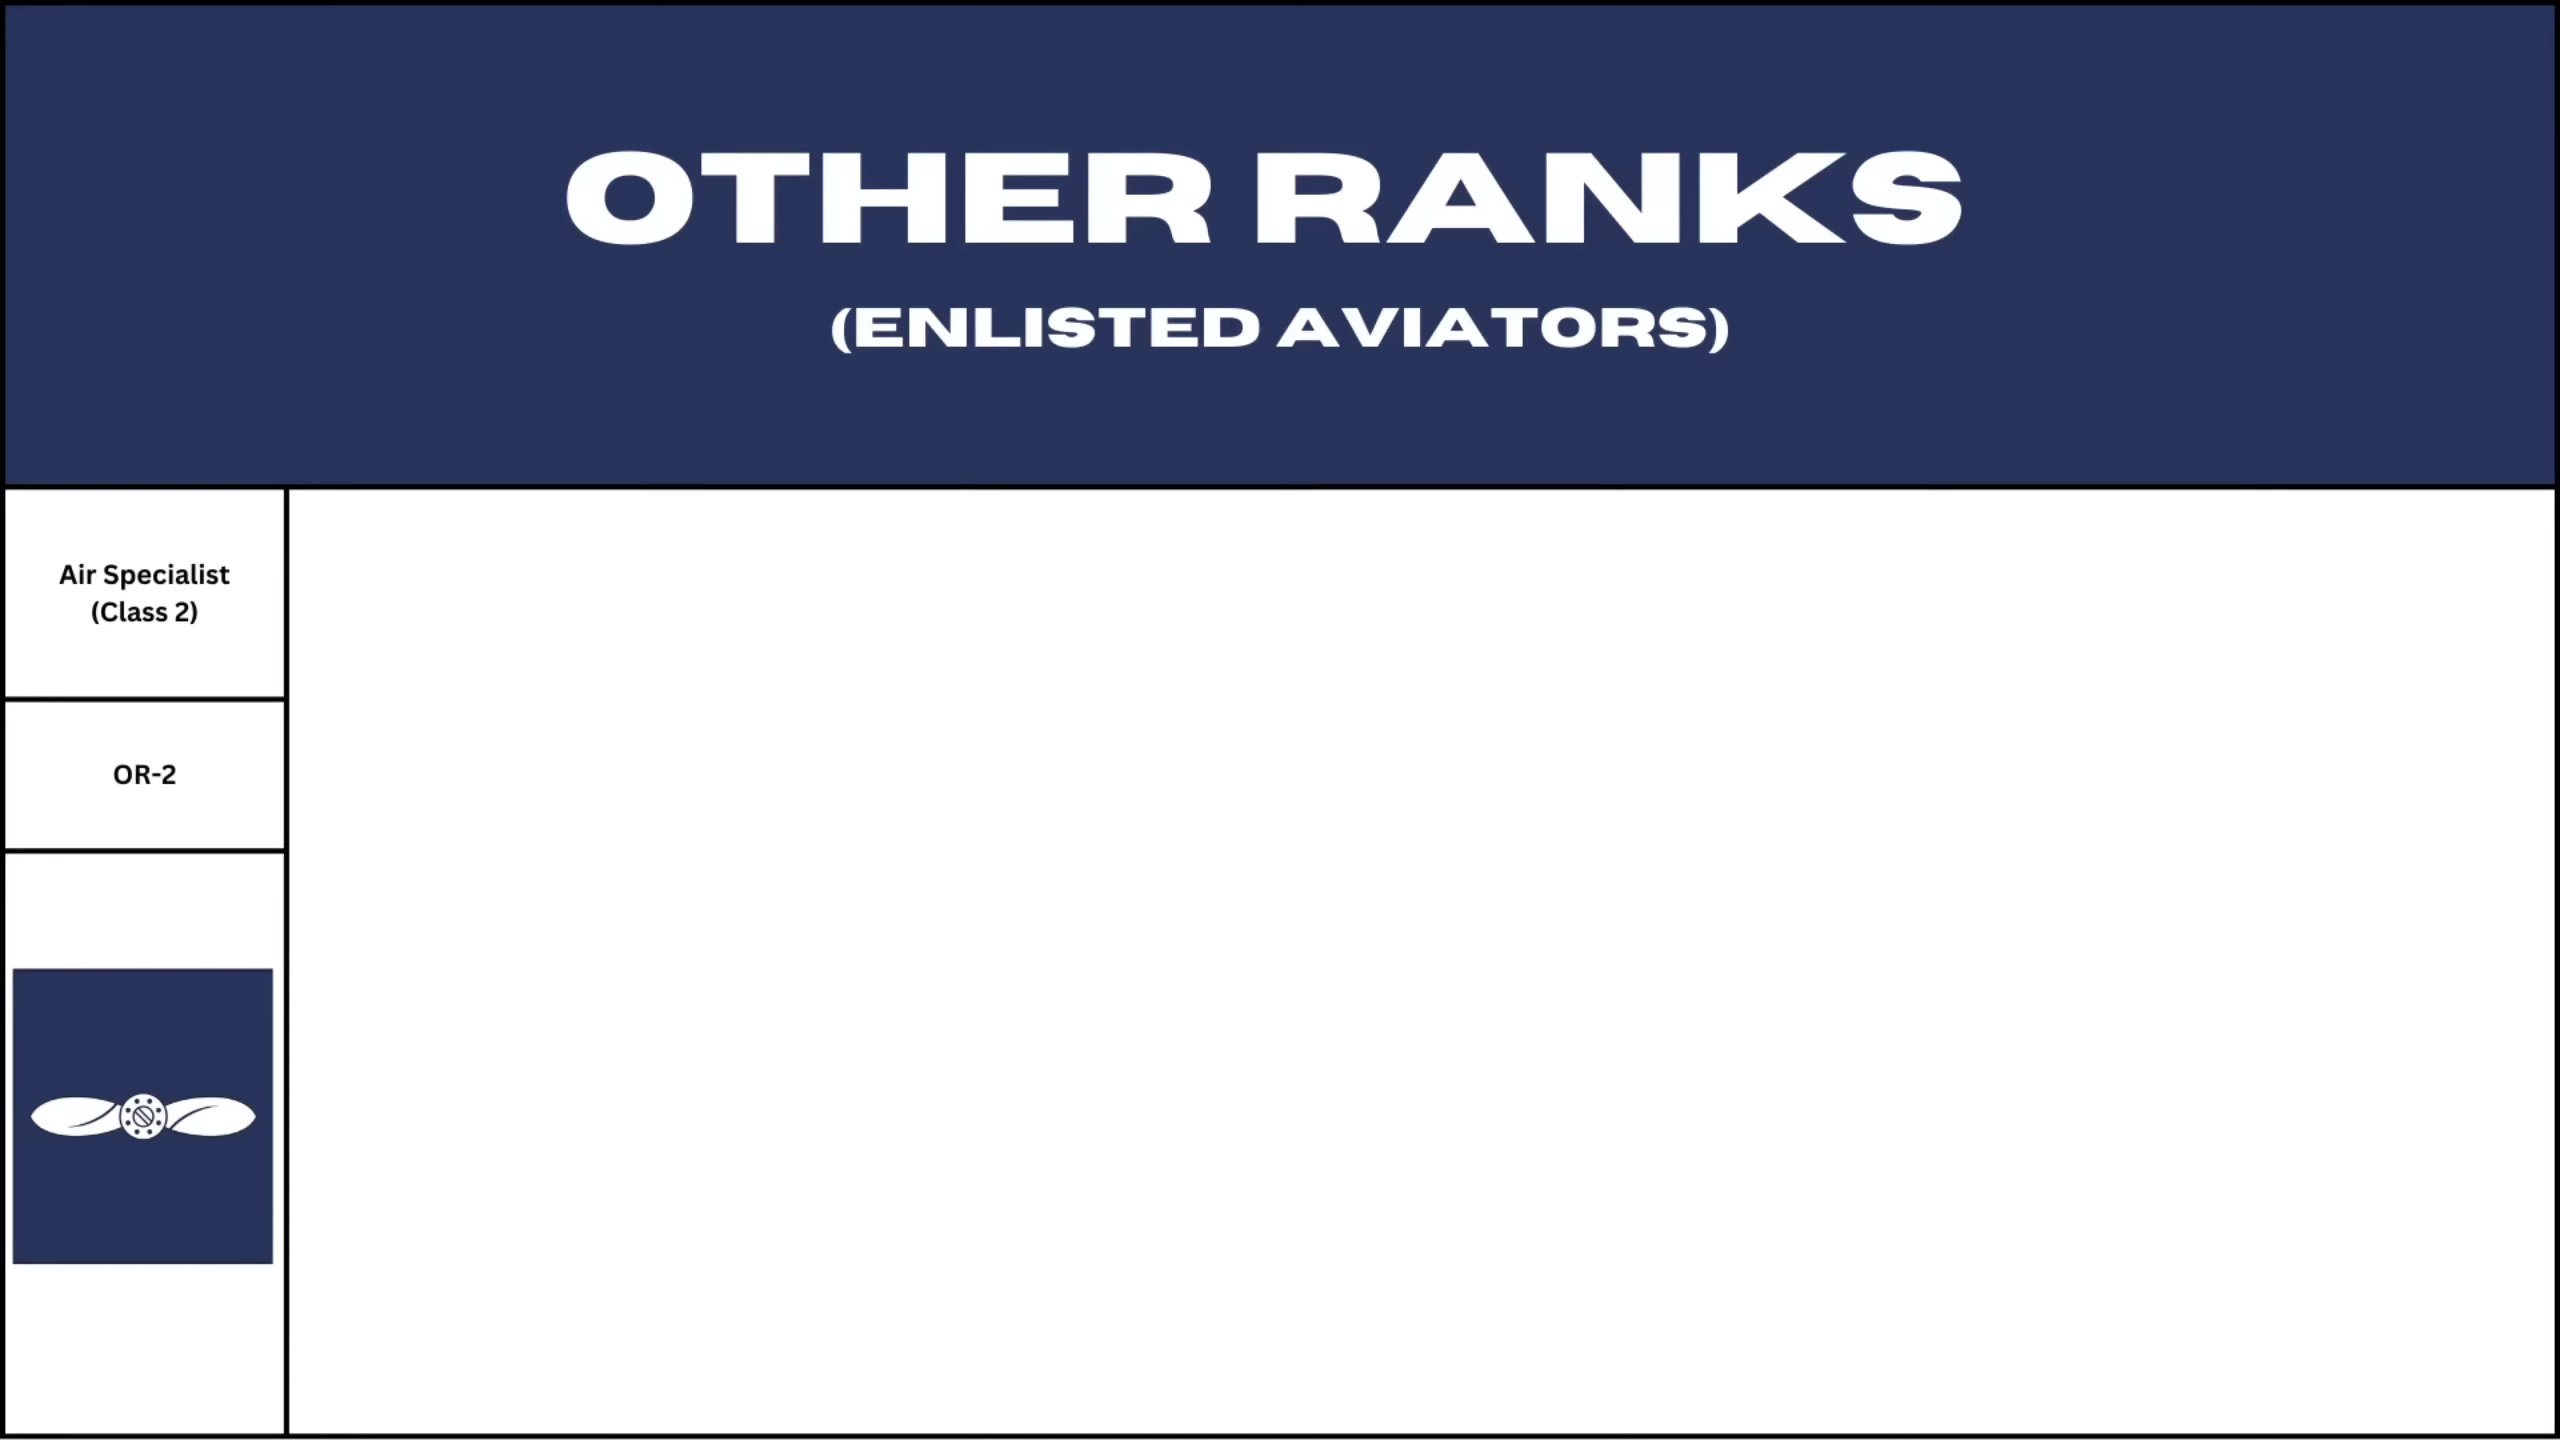 OTHER RANKS
(ENLISTED AVIATORS)
Air Specialist
(Class 2)
OR-2